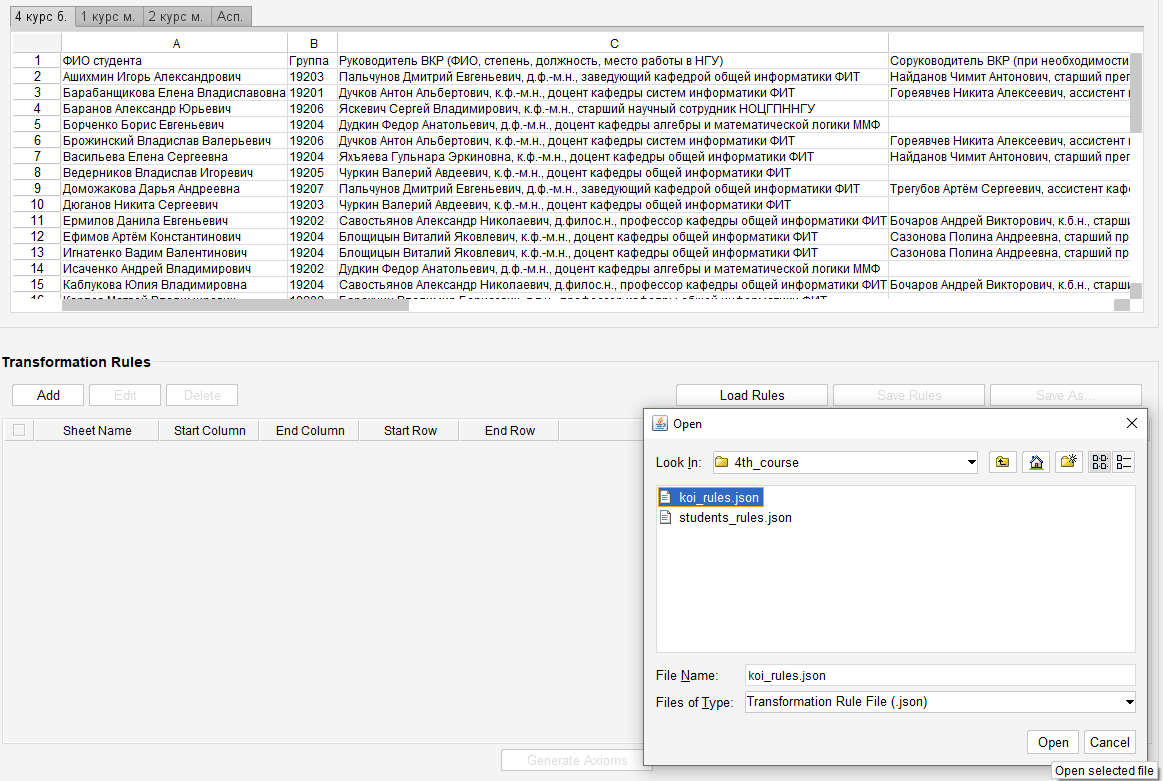 4 курс б. 1 курс м. 2 курс м. Асп.
A B C
1 ФИО студента Группа Руководитель ВКР (ФИО, степень, должность, место работы в НГУ) Соруководитель ВКР (при необходимости
2 Ашихмин Игорь Александрович 19203 Пальчунов Дмитрий Евгеньевич, д.ф.-м.н., заведующий кафедрой общей информатики ФИТ Найданов Чимит Антонович, старший преп
3 Барабанщикова Елена Владиславовна 19201 Дучков Антон Альбертович, к.ф.-м.н., доцент кафедры систем информатики ФИТ Гореявчев Никита Алексеевич, ассистент
4 Баранов Александр Юрьевич 19206 Яскевич Сергей Владимирович, к.ф.-м.н., старший научный сотрудник НОЦГПННГУ
5 Борченко Борис Евгеньевич 19204 Дудкин Федор Анатольевич, д.ф.-м.н., доцент кафедры алгебры и математической логики ММФ
6 Брожинский Владислав Валерьевич 19206 Дучков Антон Альбертович, к.ф.-м.н., доцент кафедры систем информатики ФИТ Гореявчев Никита Алексеевич, ассистент
7 Васильева Елена Сергеевна 19204 Яхъяева Гульнара Эркиновна, к.ф.-м.н., доцент кафедры общей информатики ФИТ Найданов Чимит Антонович, старший преп
8 Ведерников Владислав Игоревич 19205 Чуркин Валерий Авдеевич, к.ф.-м.н., доцент кафедры общей информатики ФИТ
9 Доможакова Дарья Андреевна 19207 Пальчунов Дмитрий Евгеньевич, д.ф.-м.н., заведующий кафедрой общей информатики ФИТ Трегубов Артём Сергеевич, ассистент кафе
10 Дюганов Никита Сергеевич 19203 Чуркин Валерий Авдеевич, к.ф.-м.н., доцент кафедры общей информатики ФИТ
11 Ермилов Данила Евгеньевич 19202 Савостьянов Александр Николаевич, д.филос.н., профессор кафедры общей информатики ФИТ Бочаров Андрей Викторович, к.б.н., старши
12 Ефимов Артём Константинович 19204 Блощицын Виталий Яковлевич, к.ф.-м.н., доцент кафедры общей информатики ФИТ Сазонова Полина Андреевна, старший пр
13 Игнатенко Вадим Валентинович 19204 Блощицын Виталий Яковлевич, к.ф.-м.н., доцент кафедры общей информатики ФИТ Сазонова Полина Андреевна, старший пр
14 Исаченко Андрей Владимирович 19202 Дудкин Федор Анатольевич, д.ф.-м.н., доцент кафедры алгебры и математической логики ММФ
15 Каблукова Юлия Владимировна 19204 Савостьянов Александр Николаевич, д.филос.н., профессор кафедры общей информатики ФИТ Бочаров Андрей Викторович, к.б.н., старши
Transformation Rules
Add Edit Delete Load Rules Save Rules Save As...
Sheet Name Start Column End Column Start Row End Row
Open
Look In: 4th_course
koi_rules.json
students_rules.json
File Name: koi_rules.json
Files of Type: Transformation Rule File (.json)
Open Cancel
Generate Axioms
Open selected file